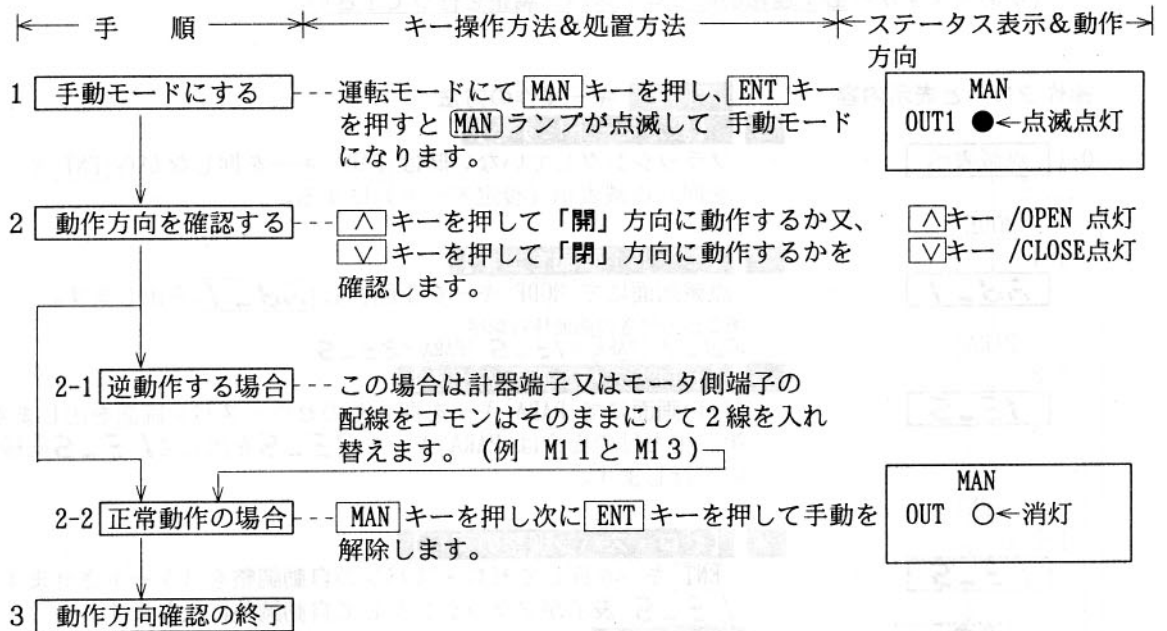 手　順　キー操作方法＆処置方法　ステータス表示＆動作
方向
1 手動モードにする　運転モードにて MAN キーを押し、ENT キー　MAN
を押すと MAN ランプが点滅して 手動モード　OUT1 ●←点滅点灯
になります。
2 動作方向を確認する　∧ キーを押して「開」方向に動作するか又、　∧キー /OPEN 点灯
∨ キーを押して「閉」方向に動作するかを　∨キー /CLOSE点灯
確認します。
2-1 逆動作する場合　この場合は計器端子又はモータ側端子の
配線をコモンはそのままにして２線を入れ
替えます。(例 M11と M13)
MAN
2-2 正常動作の場合　MAN キーを押し次に ENT キーを押して手動を　OUT ○←消灯
解除します。
3 動作方向確認の終了